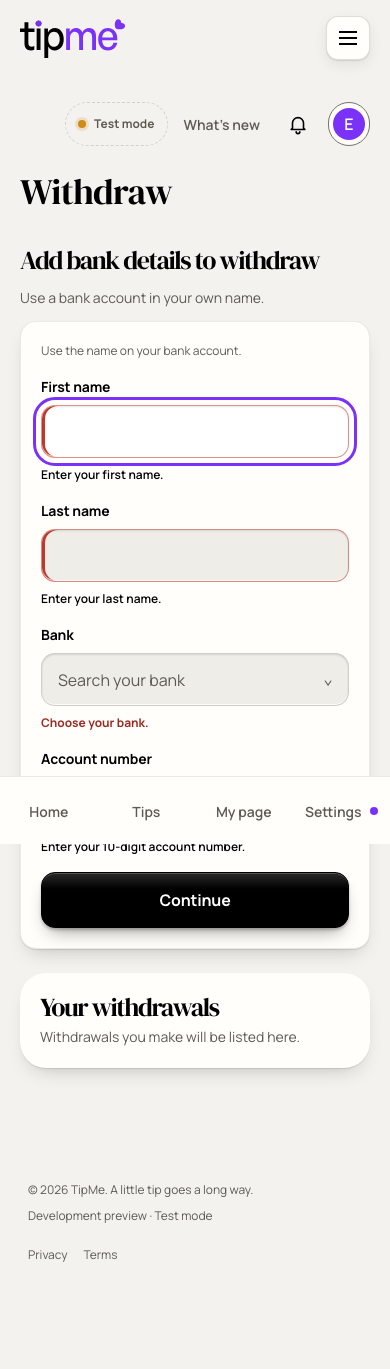 tipme
Test mode
What's new
E
Withdraw
Add bank details to withdraw
Use a bank account in your own name.
Use the name on your bank account.
First name
Enter your first name.
Last name
Enter your last name.
Bank
Search your bank
Choose your bank.
Account number
Home
Tips
My page
Settings
Enter your 10-digit account number.
Continue
Your withdrawals
Withdrawals you make will be listed here.
© 2026 TipMe. A little tip goes a long way.
Development preview · Test mode
Privacy
Terms